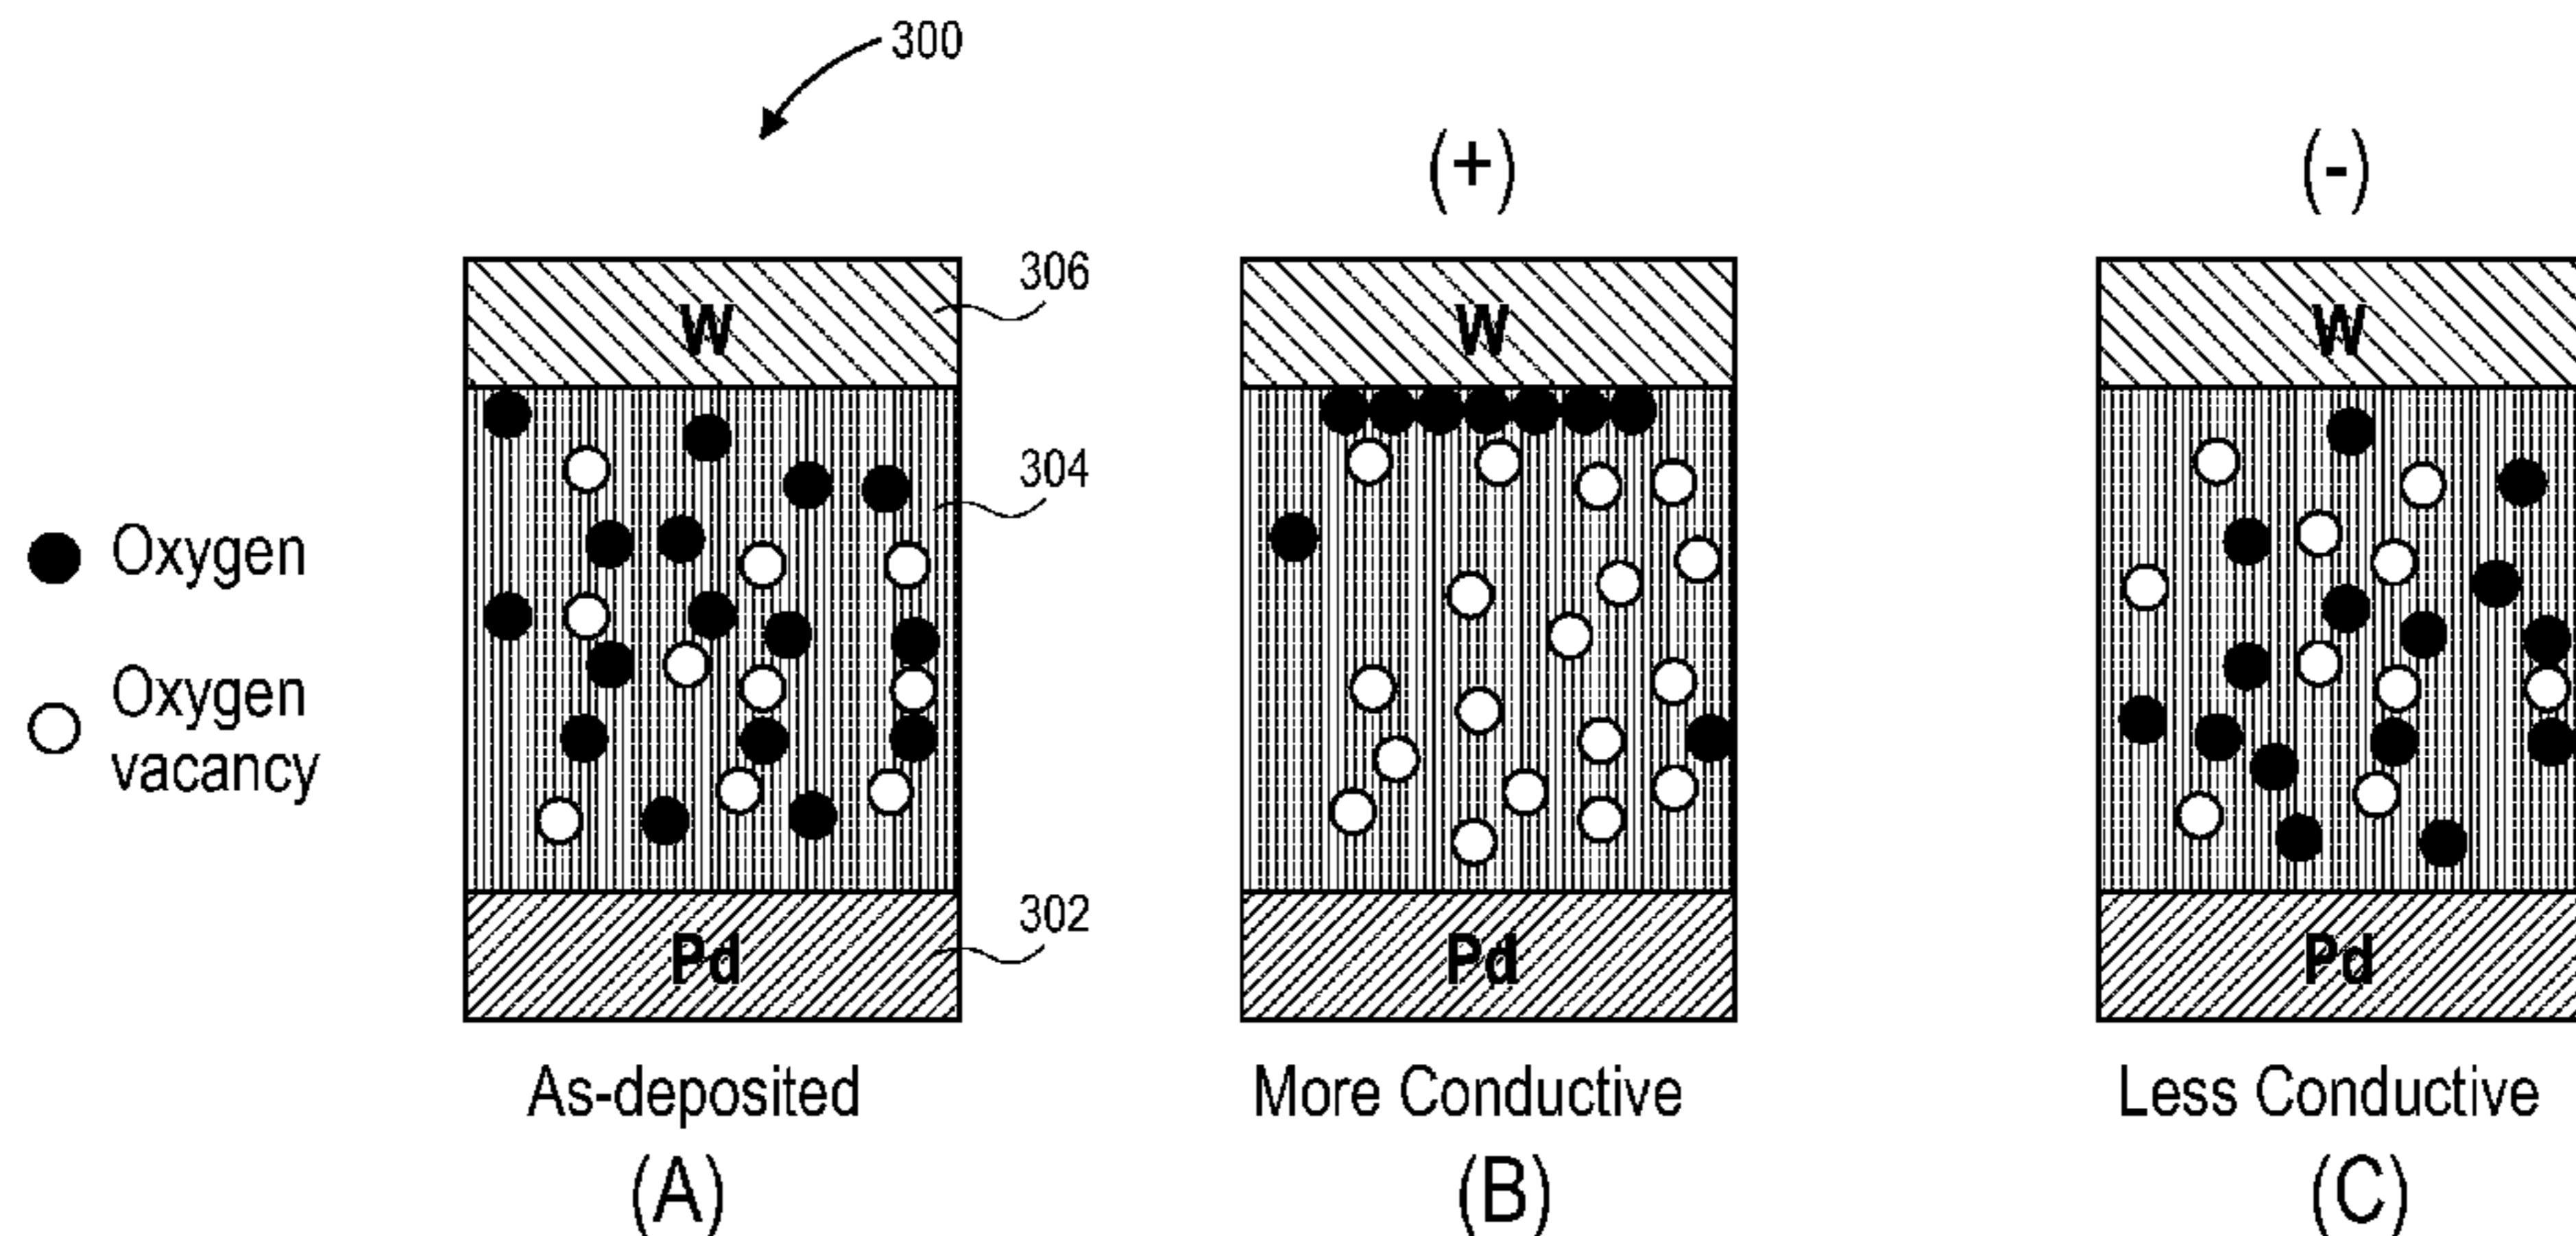 300
(+)
(-)
306
W
W
W
304
Oxygen
Oxygen
vacancy
302
Pd
Pd
Pd
As-deposited
More Conductive
Less Conductive
(A)
(B)
(C)